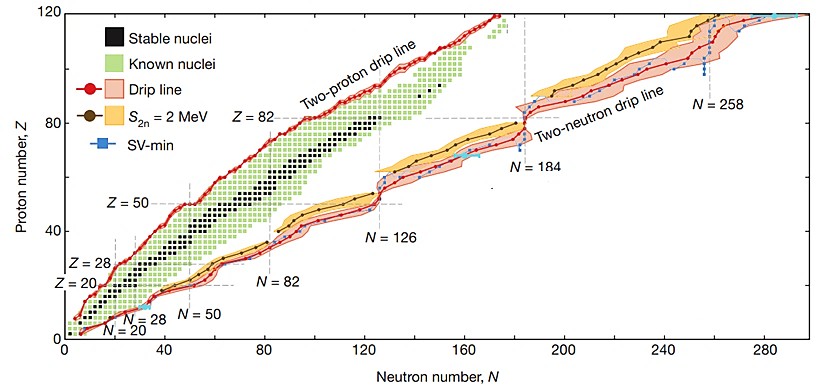 120
80
40
0
Proton number, Z
Stable nuclei
Known nuclei
Drip line
S2n = 2 MeV
SV-min
Two-proton drip line
Two-neutron drip line
Z = 82
Z = 50
Z = 28
Z = 20
N = 258
N = 184
N = 126
N = 82
N = 50
N = 28
N = 20
0 40 80 120 160 200 240 280
Neutron number, N